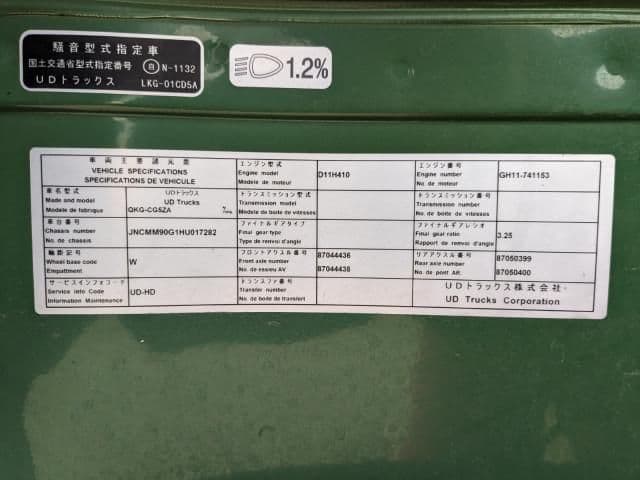 騒音型式指定車
国土交通省型式指定番号 自 N-1132
UDトラックス LKG-01CD5A
1.2%
車両主要諸元表
VEHICLE SPECIFICATIONS
SPECIFICATIONS DE VEHICULE
エンジン型式
Engine model
No. de moteur
D11H410
エンジン番号
Engine number
No. de moteur
GH11-741153
車名型式
Made and model
Modele de fabrique
UDトラックス
UD Trucks
QKG-CG5ZA
トランスミッション型式
Transmission model
Modele de boite de vitesses
トランスミッション番号
Transmission number
No. de boite de vitesses
車台番号
Chassis number
No. de chassis
JNCMM90G1HU017282
ファイナルギアタイプ
Final gear type
Type de renvoi d'angle
ファイナルギアレシオ
Final gear ratio
Rapport de renvoi d'angle
3.25
軸距記号
Wheel base code
Empattment
W
フロントアクスル番号
Front axle number
No. de essieu AV
87044436
87044435
リアアクスル番号
Rear axle number
No. de pont AR.
87050399
87050400
サービスインフォコード
Service info Code
Information Maintenance
UD-HD
トランスファ番号
Transfer number
No. de boite de transfert
UDトラックス株式会社
UD Trucks Corporation